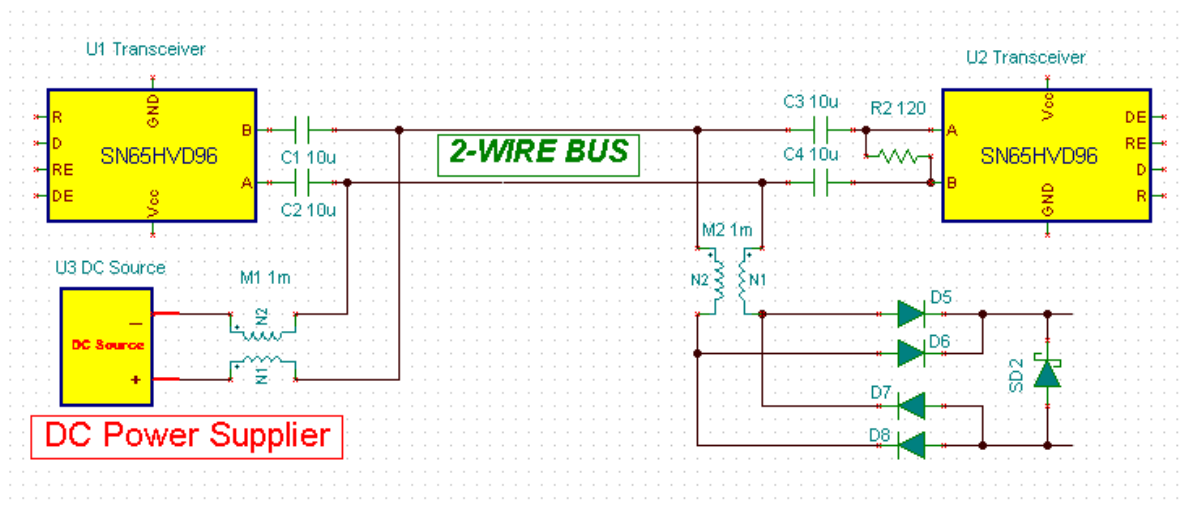 U1 Transceiver
GND
R
D
RE
DE
SN65HVD96
B
A
Vcc
C1 10u
C2 10u
2-WIRE BUS
U2 Transceiver
C3 10u
R2 120
C4 10u
Vcc
A
B
SN65HVD96
DE
RE
D
R
GND
U3 DC Source
M1 1m
N2
N1
−
DC Source
+
DC Power Supplier
M2 1m
N2
N1
D5
D6
D7
D8
SD2